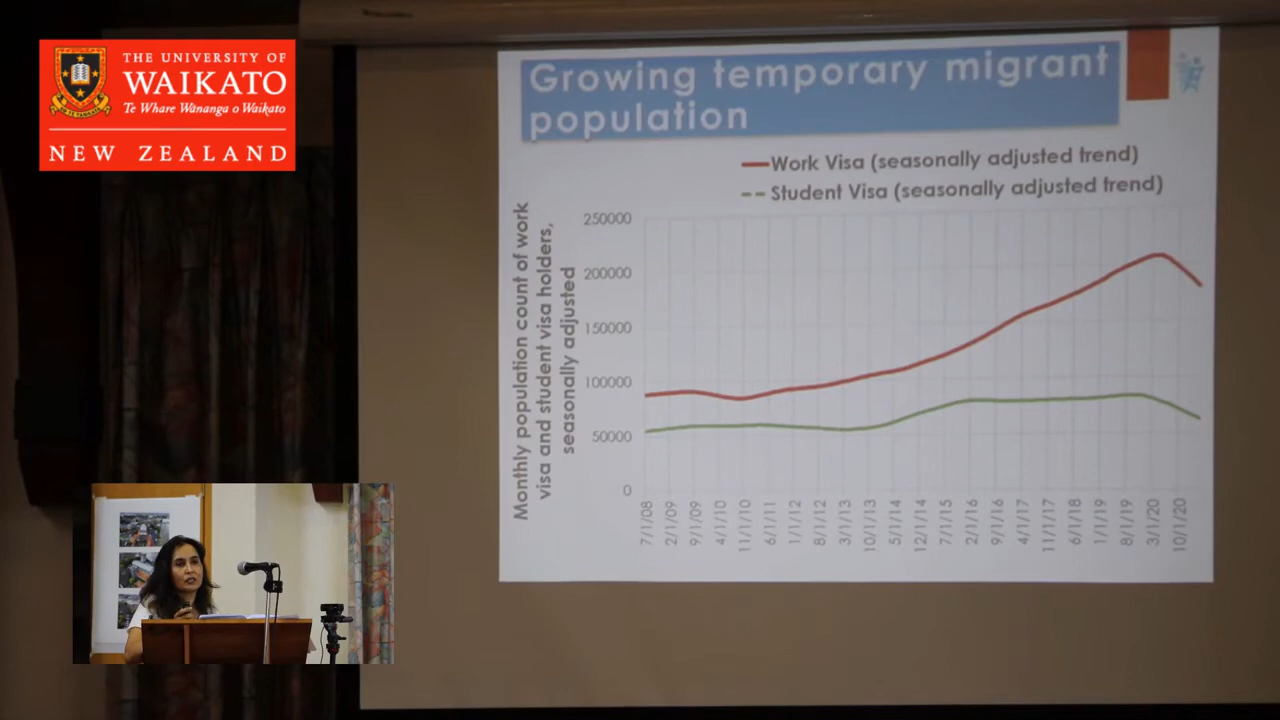 THE UNIVERSITY OF
WAIKATO
Te Whare Wānanga o Waikato
NEW ZEALAND
Growing temporary migrant
population
Work Visa (seasonally adjusted trend)
Student Visa (seasonally adjusted trend)
Monthly population count of work
visa and student visa holders,
seasonally adjusted
250000
200000
150000
100000
50000
0
7/1/08
2/1/09
9/1/09
4/1/10
11/1/10
6/1/11
1/1/12
8/1/12
3/1/13
10/1/13
5/1/14
12/1/14
7/1/15
2/1/16
9/1/16
4/1/17
11/1/17
6/1/18
1/1/19
8/1/19
3/1/20
10/1/20